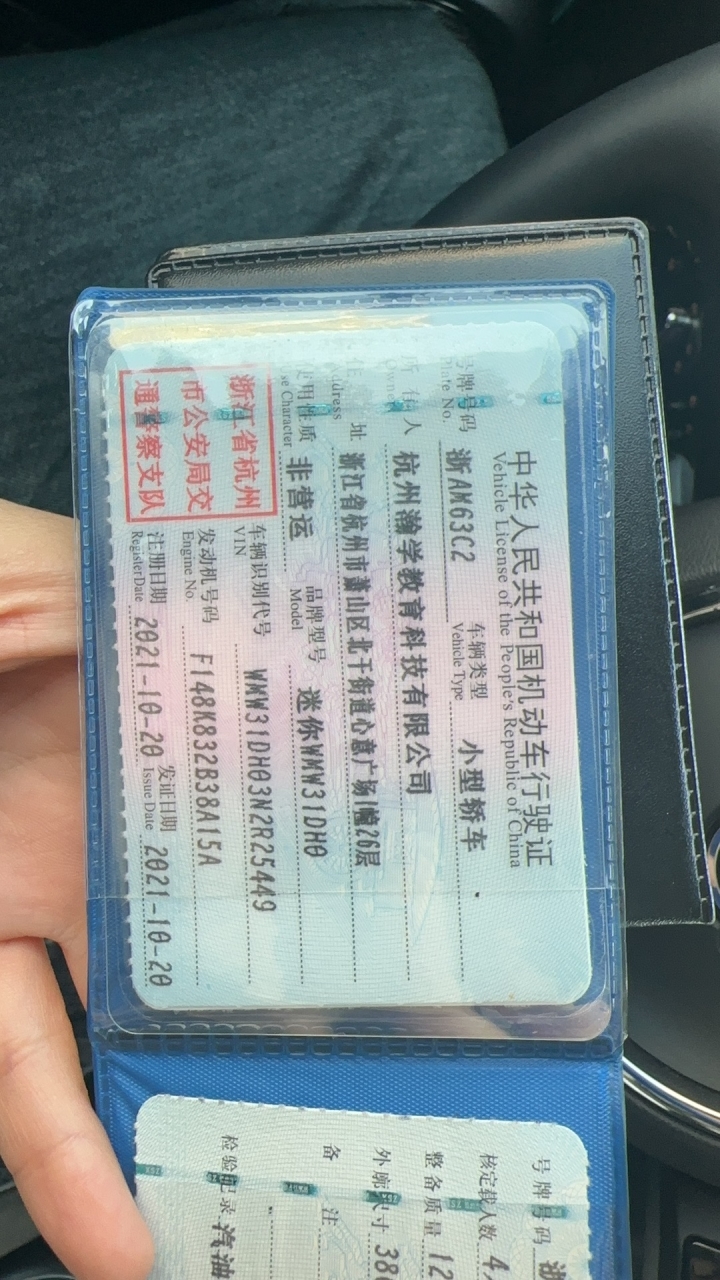 中华人民共和国机动车行驶证
Vehicle License of the People's Republic of China
号牌号码 浙AM63C2 车辆类型 小型轿车
Plate No. Vehicle Type
所 有 人 杭州瀚学教育科技有限公司
Owner
住 址 浙江省杭州市萧山区北干街道心意广场1幢26层
Address
使用性质 非营运 品牌型号 迷你WMW31DH0
Use Character Model
浙江省杭州
市公安局交
通警察支队
车辆识别代号 WMW31DH03N2R25449
VIN
发动机号码 F148K832B38A15A
Engine No.
注册日期 2021-10-20 发证日期 2021-10-20
Register Date Issue Date
号牌号码 浙
核定载人数 4
整备质量 12
外廓尺寸 38
备 注
检验记录 汽油